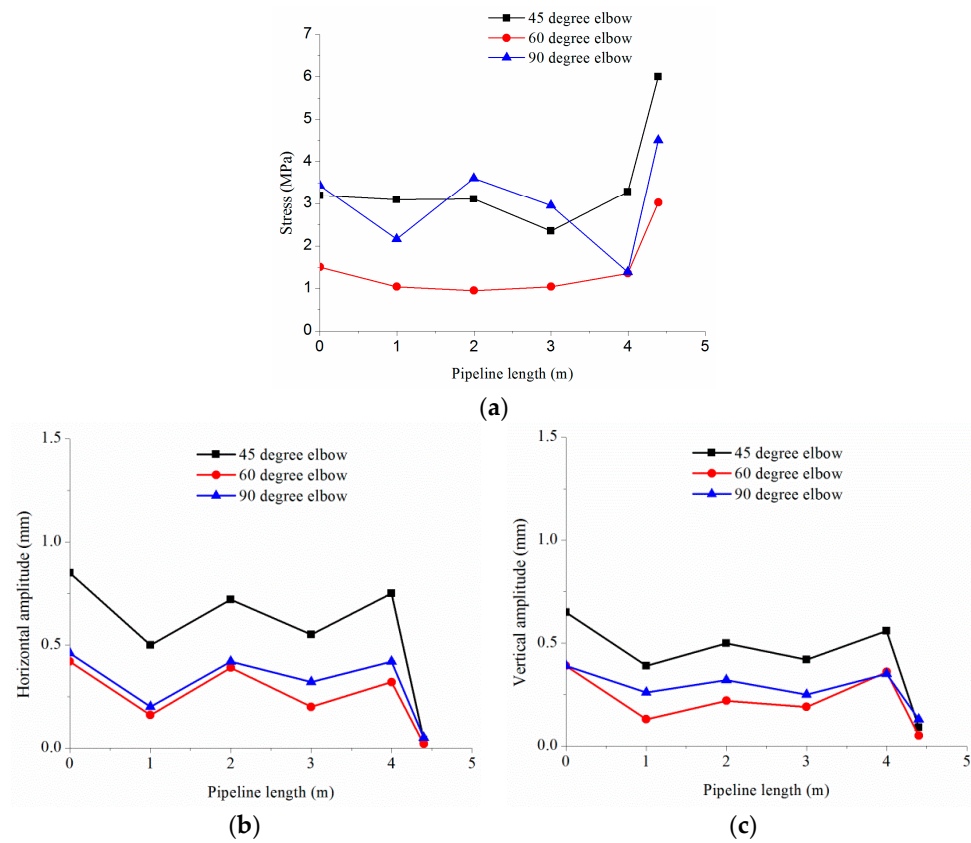 45 degree elbow
60 degree elbow
90 degree elbow
7
6
5
4
3
2
1
0
Stress (MPa)
0 1 2 3 4 5
Pipeline length (m)
(a)
45 degree elbow
60 degree elbow
90 degree elbow
1.5
1.0
0.5
0.0
Horizontal amplitude (mm)
0 1 2 3 4 5
Pipeline length (m)
(b)
45 degree elbow
60 degree elbow
90 degree elbow
1.5
1.0
0.5
0.0
Vertical amplitude (mm)
0 1 2 3 4 5
Pipeline length (m)
(c)